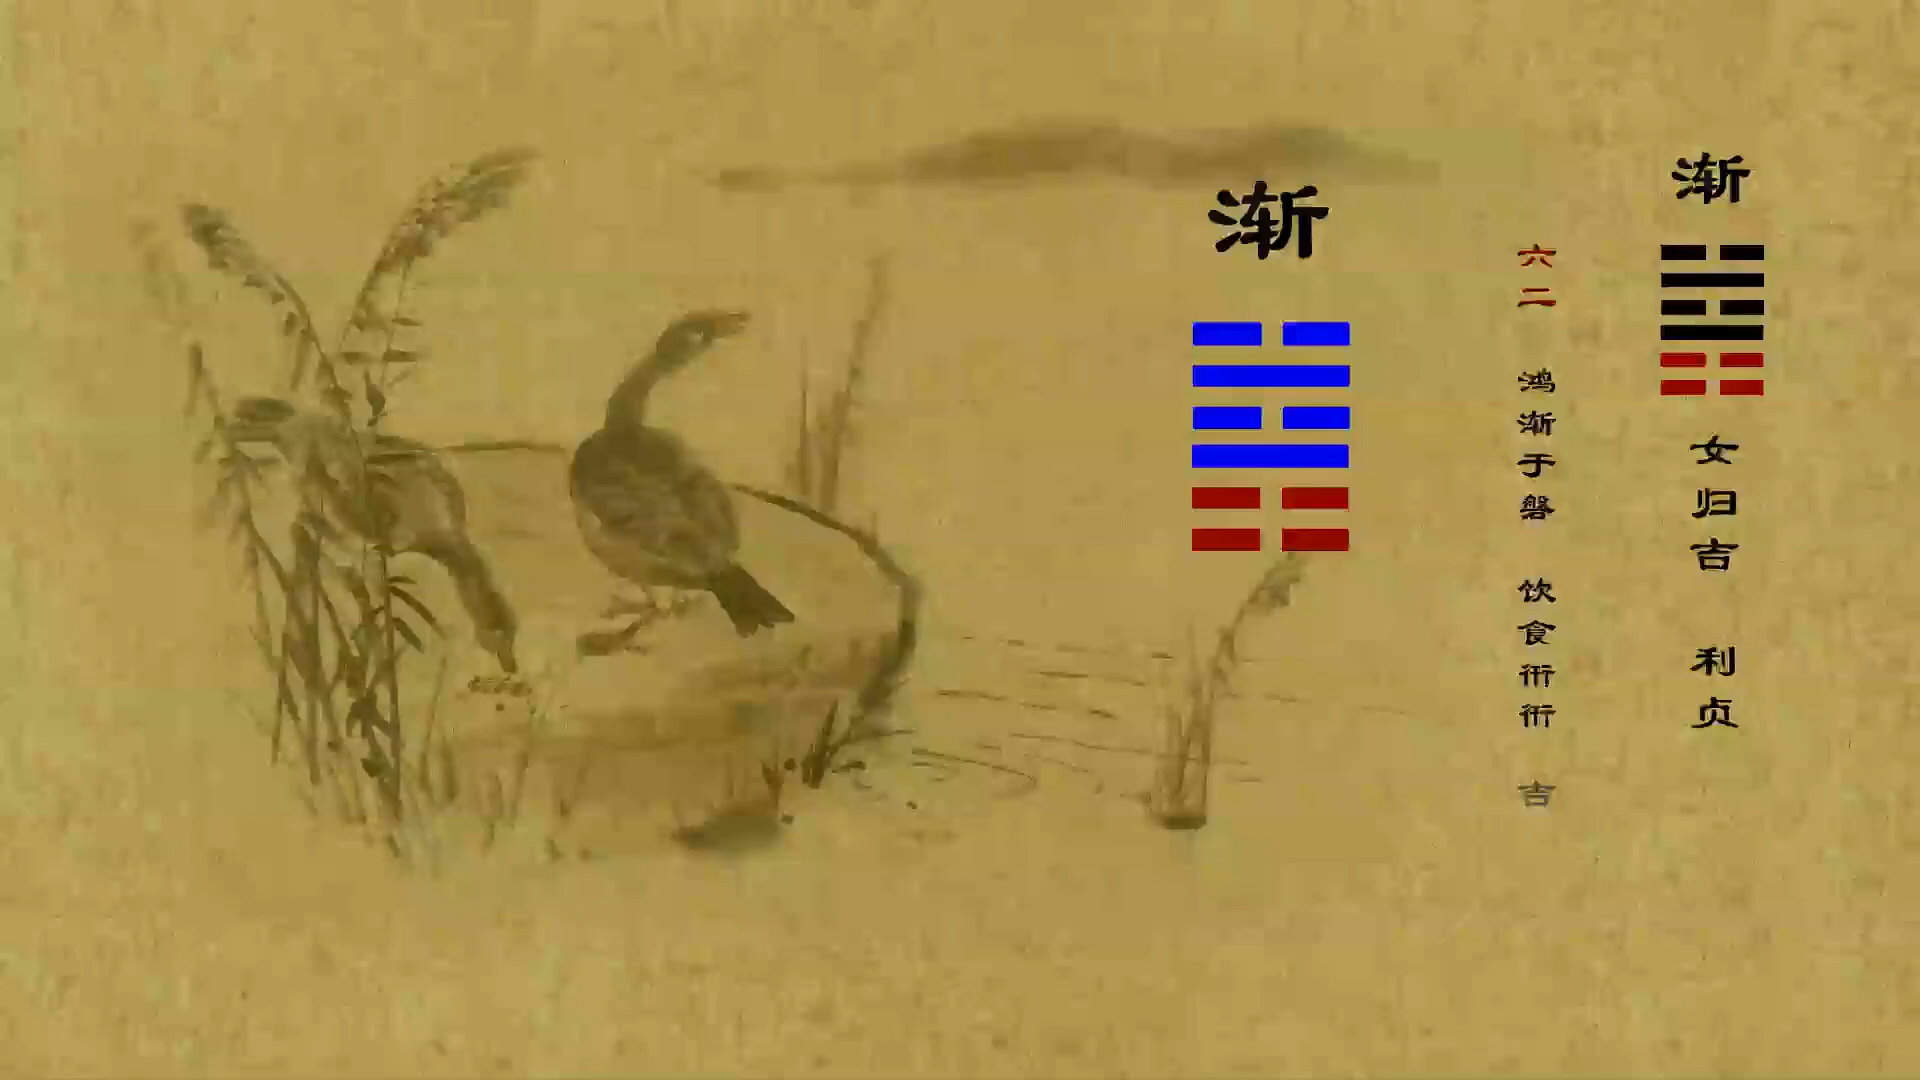 渐
女归吉 利贞
六二 鸿渐于磐 饮食衎衎 吉
渐